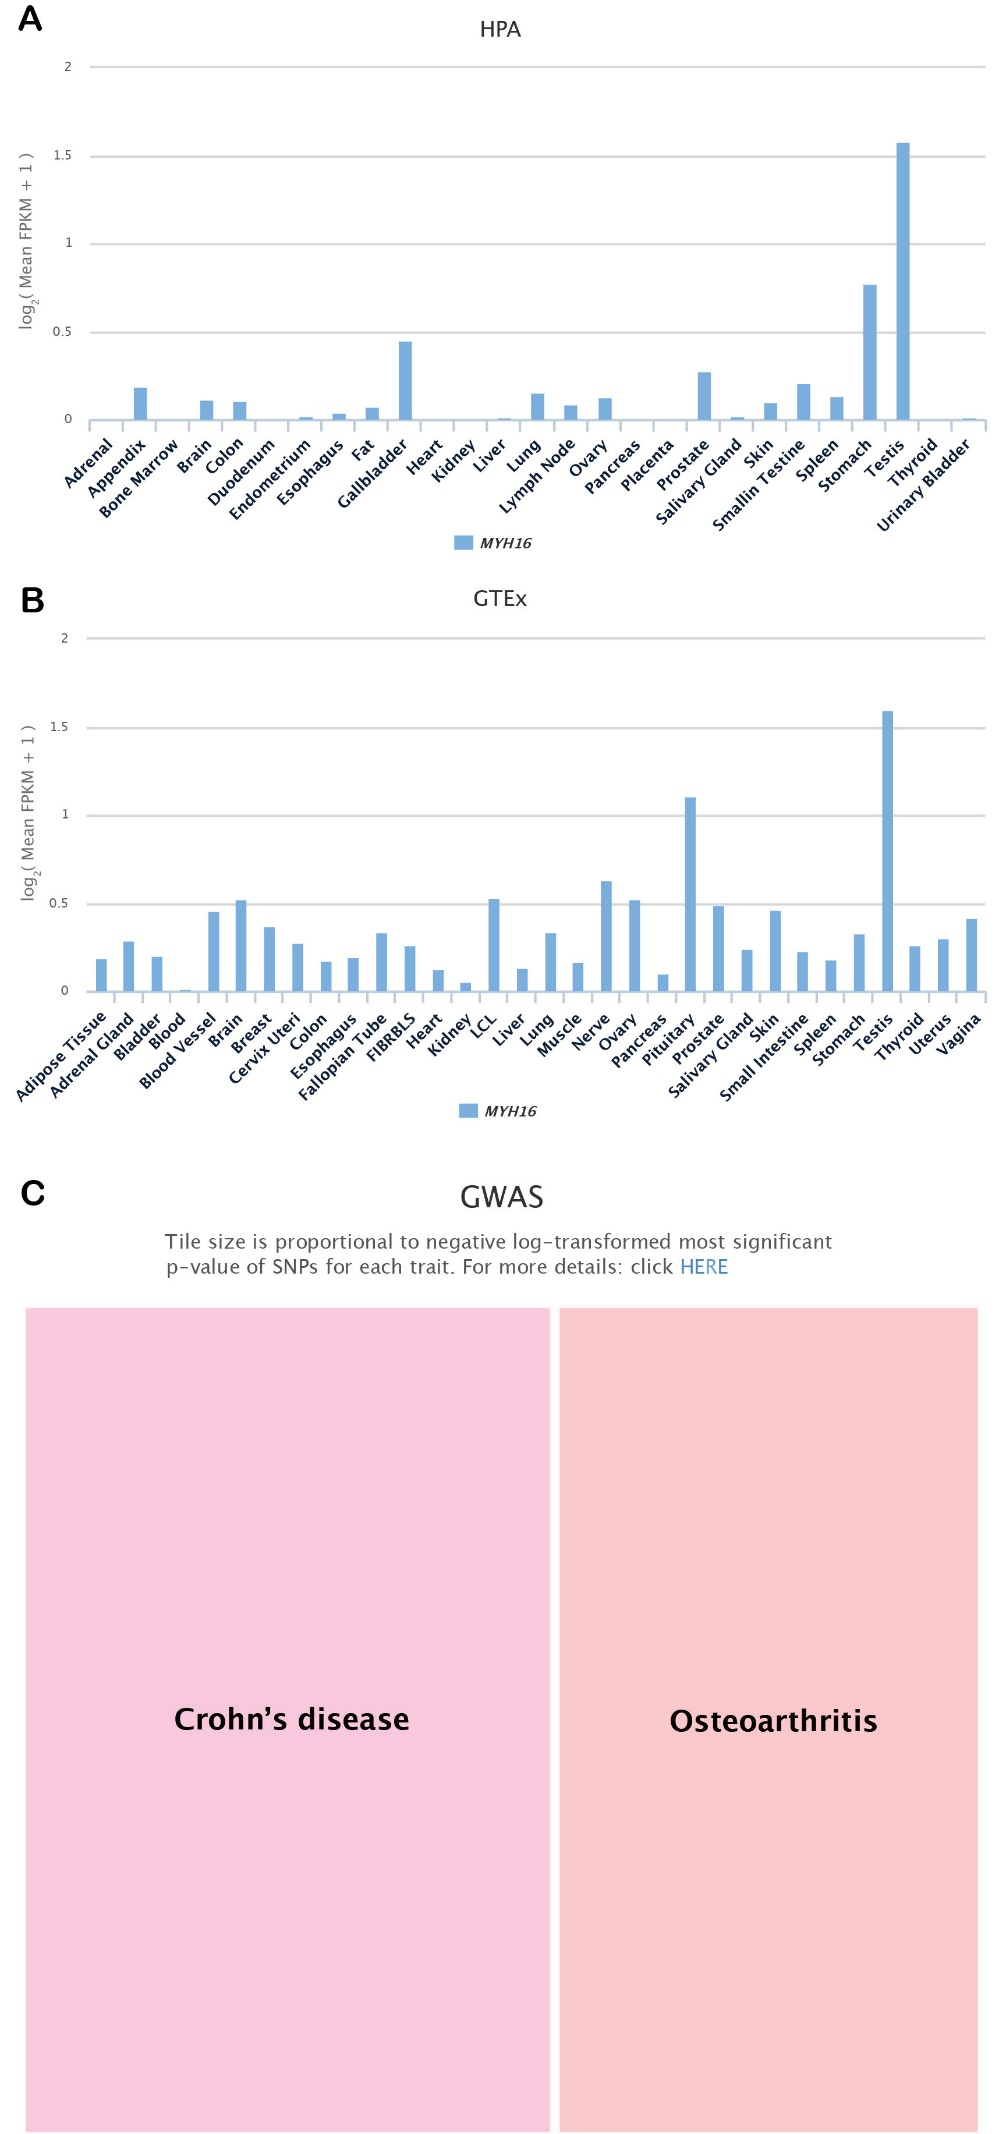 A
HPA
2
1.5
1
0.5
0
log2( Mean FPKM + 1 )
Adrenal
Appendix
Bone Marrow
Brain
Colon
Duodenum
Endometrium
Esophagus
Fat
Gallbladder
Heart
Kidney
Liver
Lung
Lymph Node
Ovary
Pancreas
Placenta
Prostate
Salivary Gland
Skin
Smallin Testine
Spleen
Stomach
Testis
Thyroid
Urinary Bladder
MYH16
B
GTEx
2
1.5
1
0.5
0
log2( Mean FPKM + 1 )
Adipose Tissue
Adrenal Gland
Bladder
Blood
Blood Vessel
Brain
Breast
Cervix Uteri
Colon
Esophagus
Fallopian Tube
FIBRBLS
Heart
Kidney
LCL
Liver
Lung
Muscle
Nerve
Ovary
Pancreas
Pituitary
Prostate
Salivary Gland
Skin
Small Intestine
Spleen
Stomach
Testis
Thyroid
Uterus
Vagina
MYH16
C
GWAS
Tile size is proportional to negative log-transformed most significant
p-value of SNPs for each trait. For more details: click HERE
Crohn's disease
Osteoarthritis